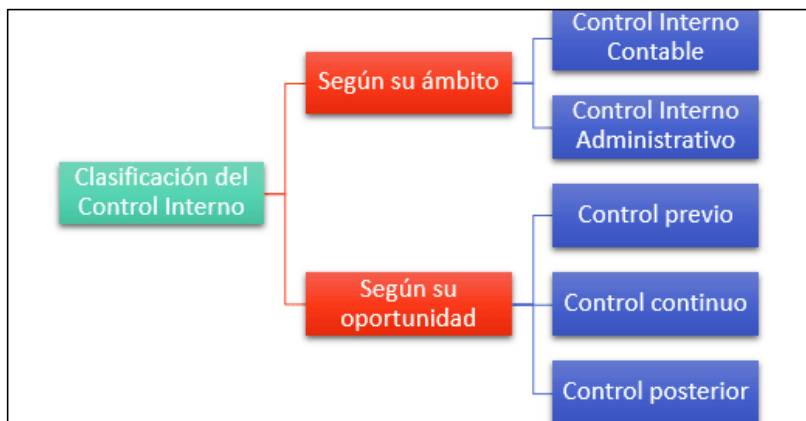 Clasificación del
Control Interno
Según su ámbito
Control Interno
Contable
Control Interno
Administrativo
Según su
oportunidad
Control previo
Control continuo
Control posterior